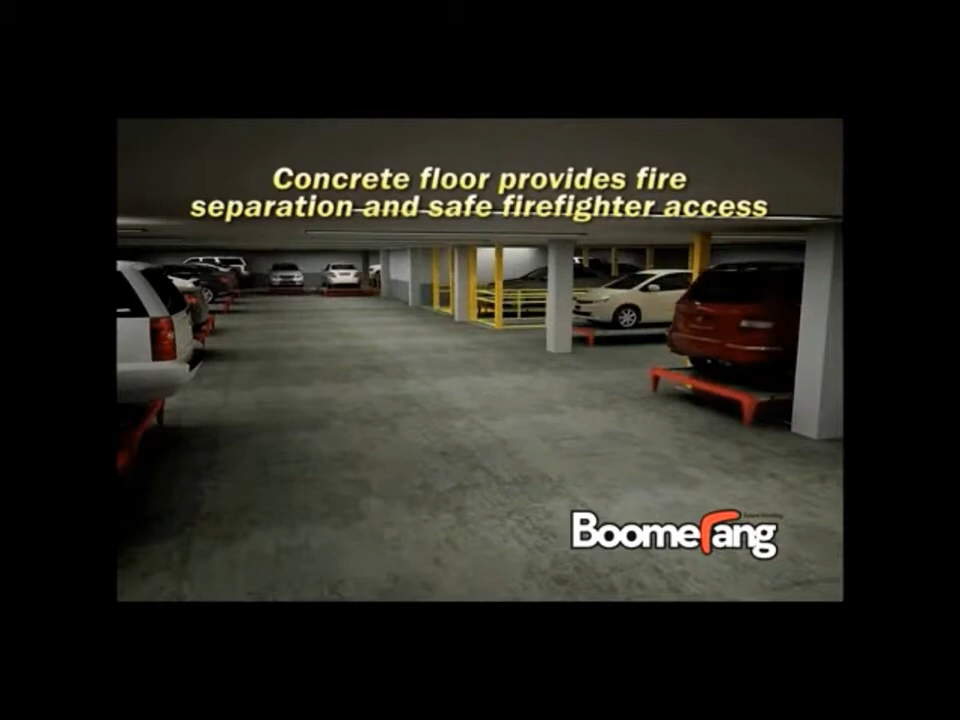 Concrete floor provides fire
separation and safe firefighter access
Boomerang